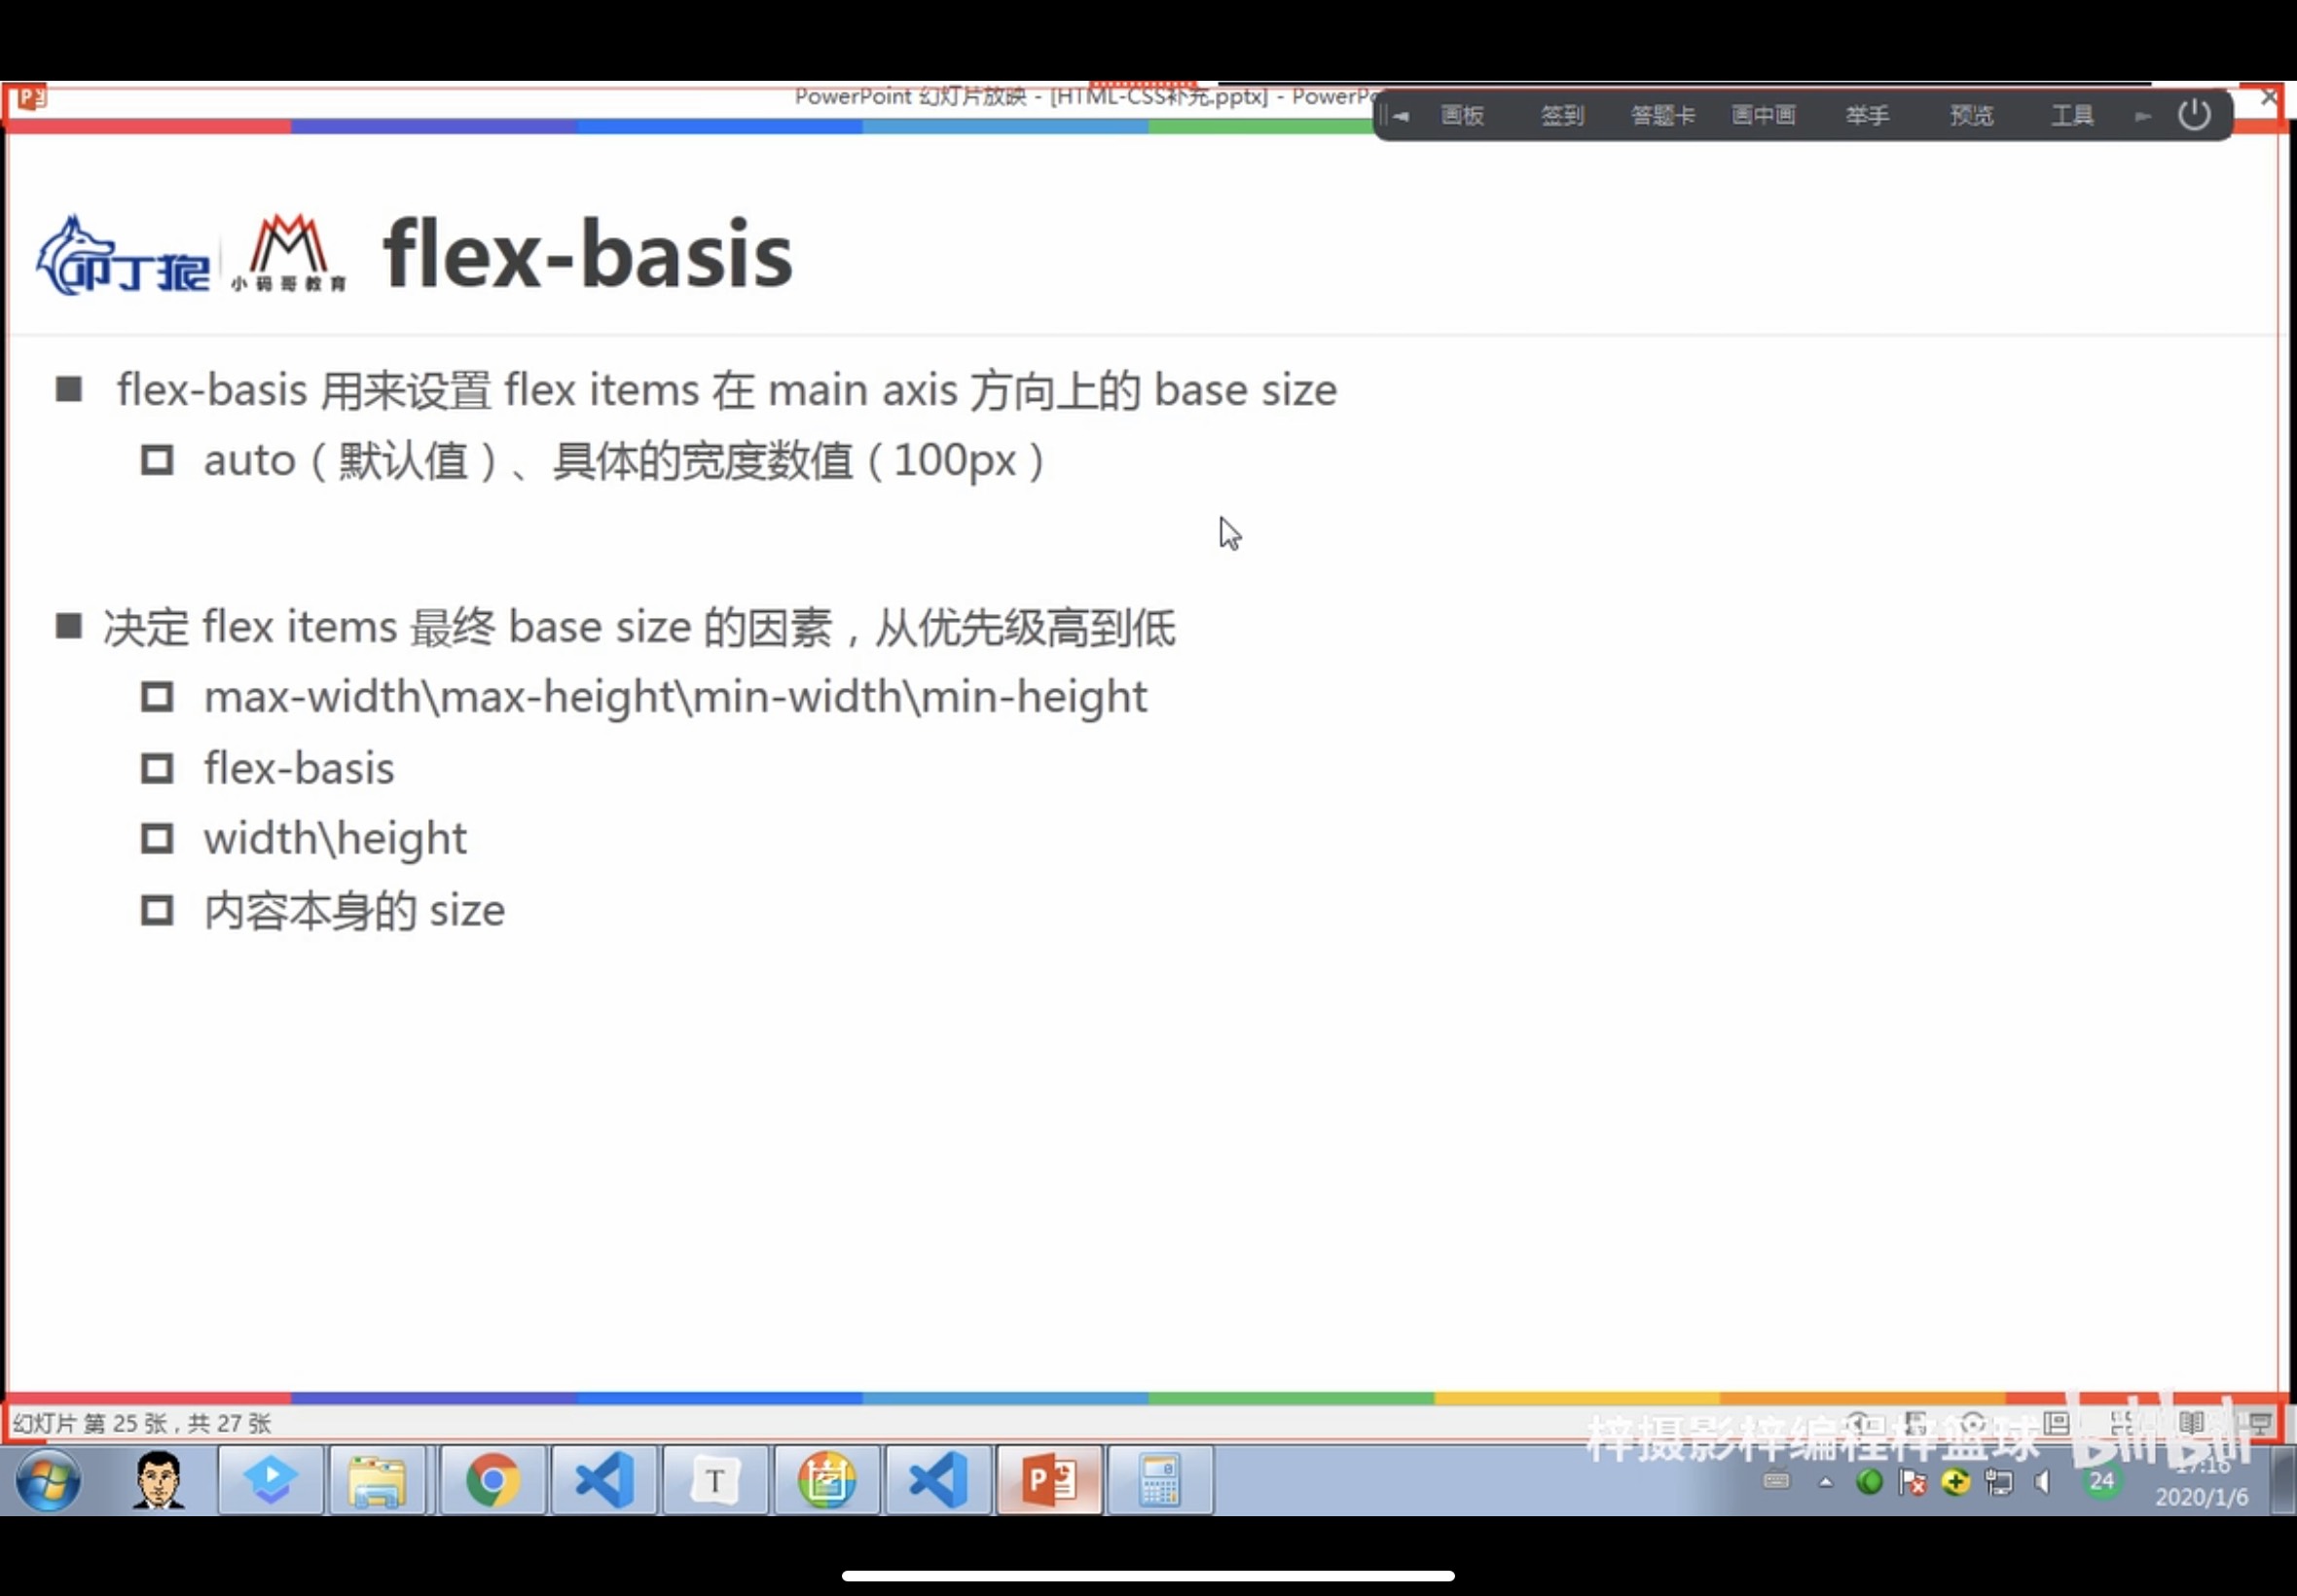 PowerPoint 幻灯片放映 - [HTML-CSS补充.pptx] - PowerPo
画板 签到 答题卡 画中画 举手 预览 工具
叩丁狼 小码哥教育 flex-basis
flex-basis 用来设置 flex items 在 main axis 方向上的 base size
auto（默认值）、具体的宽度数值（100px）
决定 flex items 最终 base size 的因素，从优先级高到低
max-width\max-height\min-width\min-height
flex-basis
width\height
内容本身的 size
幻灯片 第 25 张，共 27 张
梓摄影梓编程梓篮球 bilibili
T
24
17:16
2020/1/6